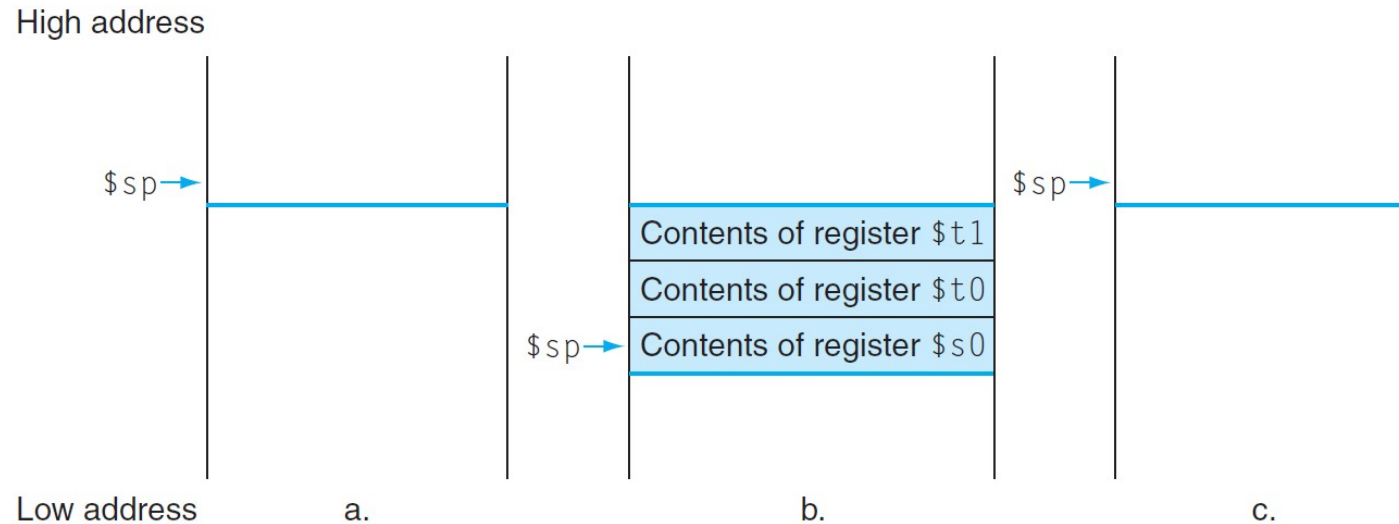 High address
$sp
$sp
Contents of register $t1
Contents of register $t0
$sp
Contents of register $s0
Low address
a.
b.
c.